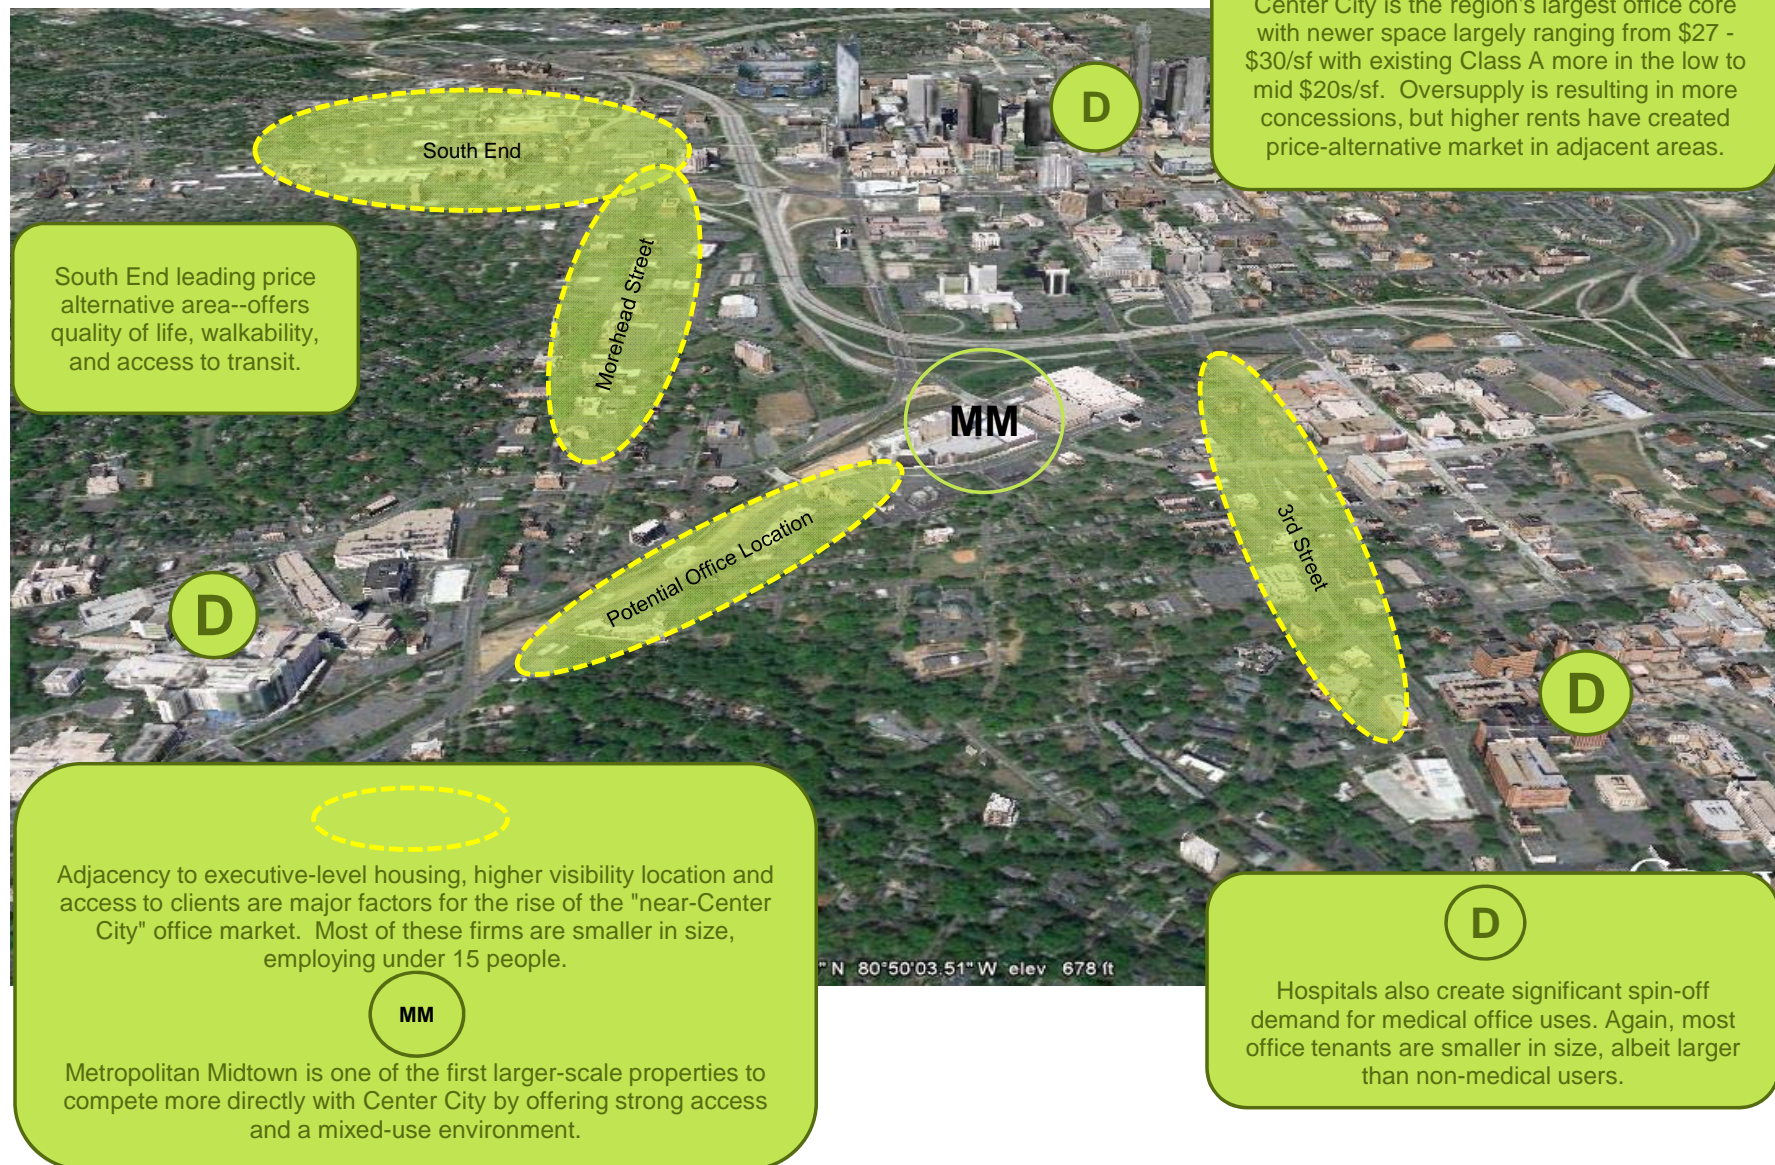 Center City is the region's largest office core
with newer space largely ranging from $27 -
$30/sf with existing Class A more in the low to
mid $20s/sf.  Oversupply is resulting in more
concessions, but higher rents have created
price-alternative market in adjacent areas.
D
South End
Morehead Street
South End leading price
alternative area--offers
quality of life, walkability,
and access to transit.
MM
Potential Office Location
3rd Street
D
D
Adjacency to executive-level housing, higher visibility location and
access to clients are major factors for the rise of the "near-Center
City" office market.  Most of these firms are smaller in size,
employing under 15 people.
MM
Metropolitan Midtown is one of the first larger-scale properties to
compete more directly with Center City by offering strong access
and a mixed-use environment.
" N  80°50'03.51" W  elev  678 ft
D
Hospitals also create significant spin-off
demand for medical office uses. Again, most
office tenants are smaller in size, albeit larger
than non-medical users.